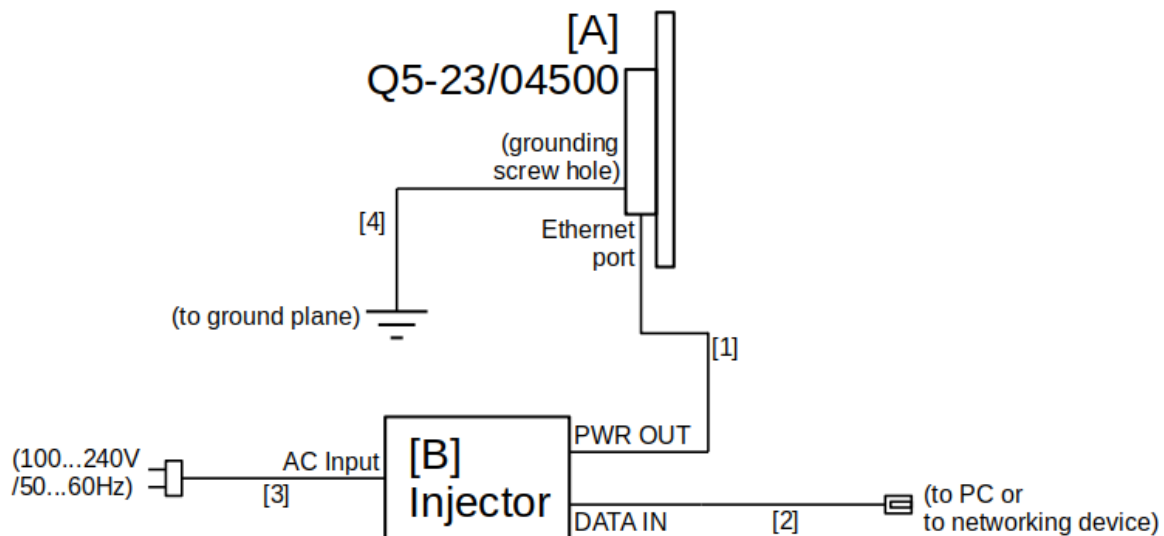 [A]
Q5-23/04500
(grounding
screw hole)
[4]
Ethernet
port
(to ground plane)
[1]
(100...240V
/50...60Hz)
AC Input
[3]
[B]
Injector
PWR OUT
DATA IN
[2]
(to PC or
to networking device)